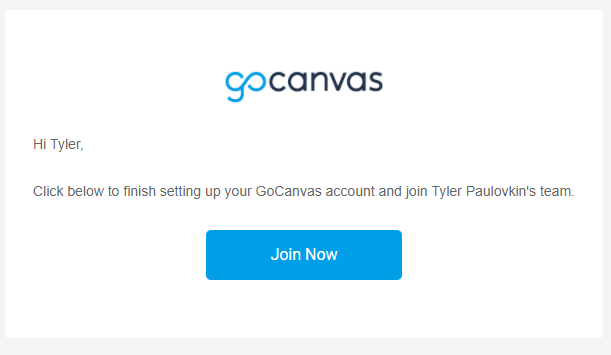 gocanvas
Hi Tyler,
Click below to finish setting up your GoCanvas account and join Tyler Paulovkin's team.
Join Now